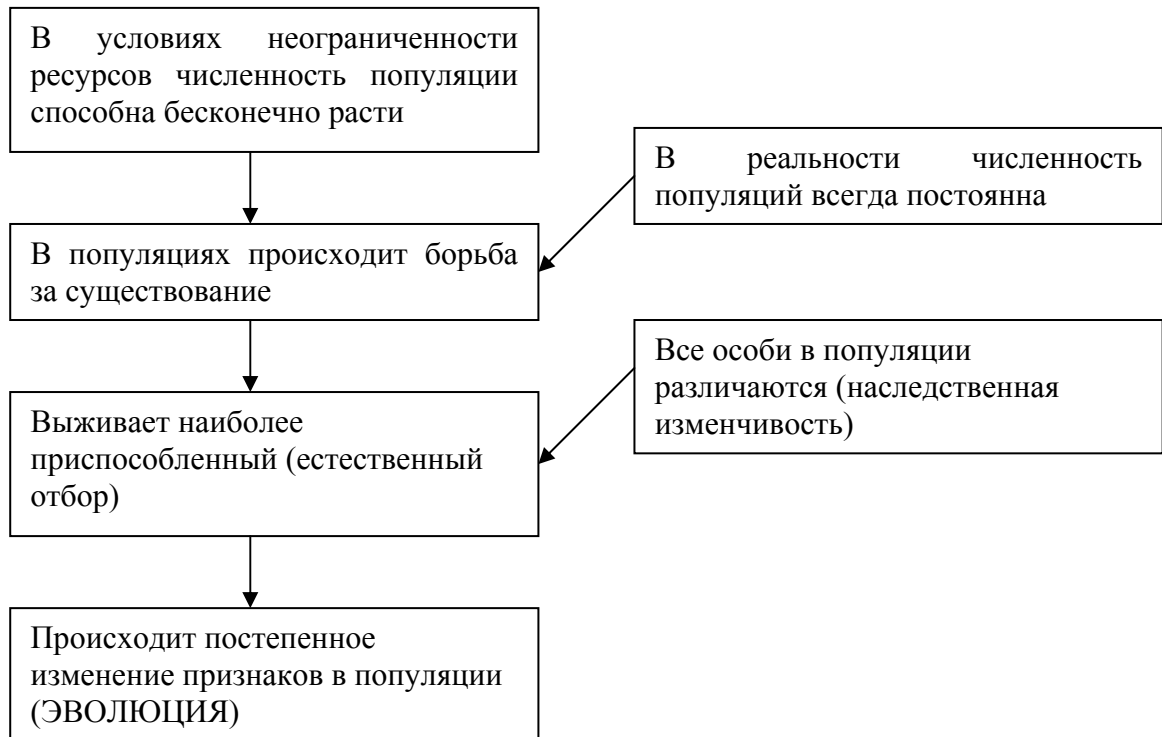 В условиях неограниченности
ресурсов численность популяции
способна бесконечно расти
В реальности численность
популяций всегда постоянна
В популяциях происходит борьба
за существование
Все особи в популяции
различаются (наследственная
изменчивость)
Выживает наиболее
приспособленный (естественный
отбор)
Происходит постепенное
изменение признаков в популяции
(ЭВОЛЮЦИЯ)